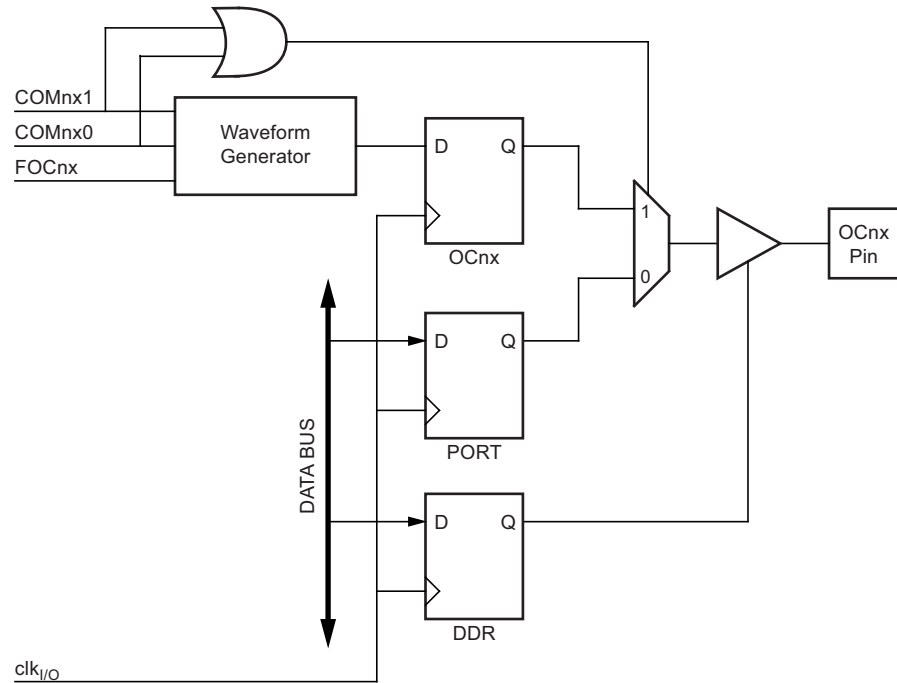 COMnx1
COMnx0
FOCnx
Waveform
Generator
D
Q
OCnx
1
0
OCnx
Pin
DATA BUS
D
Q
PORT
D
Q
DDR
clkI/O